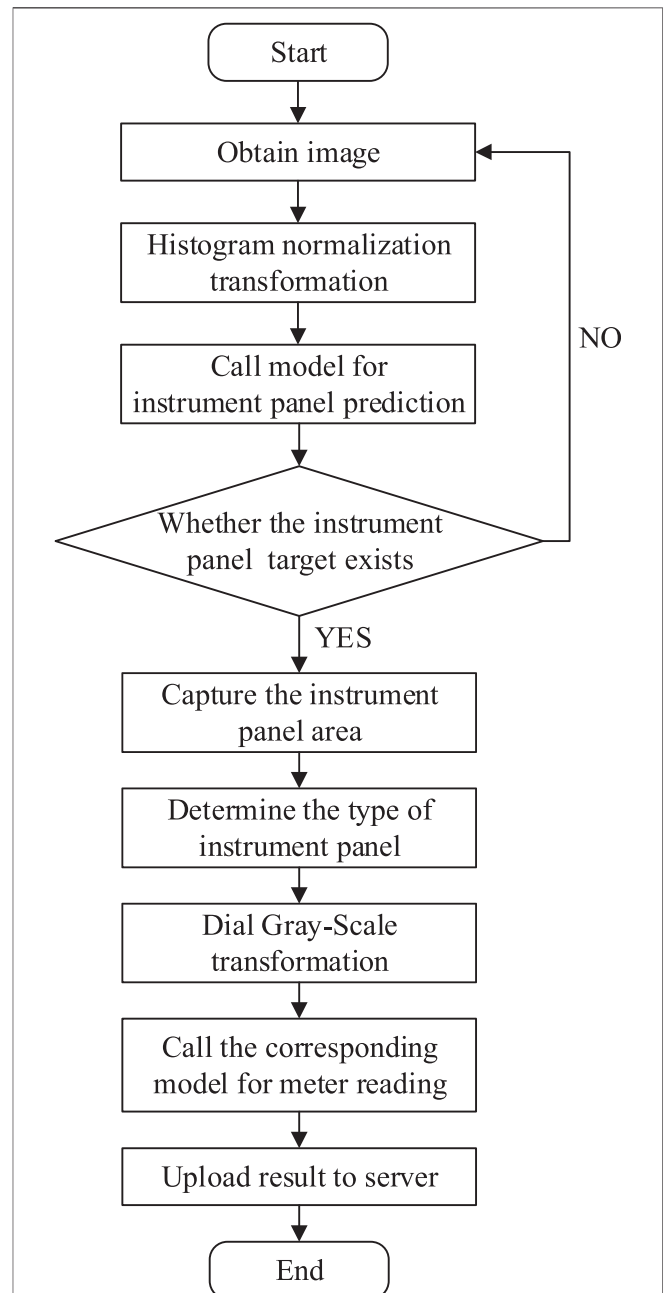 Start
Obtain image
Histogram normalization
transformation
NO
Call model for
instrument panel prediction
Whether the instrument
panel target exists
YES
Capture the instrument
panel area
Determine the type of
instrument panel
Dial Gray-Scale
transformation
Call the corresponding
model for meter reading
Upload result to server
End